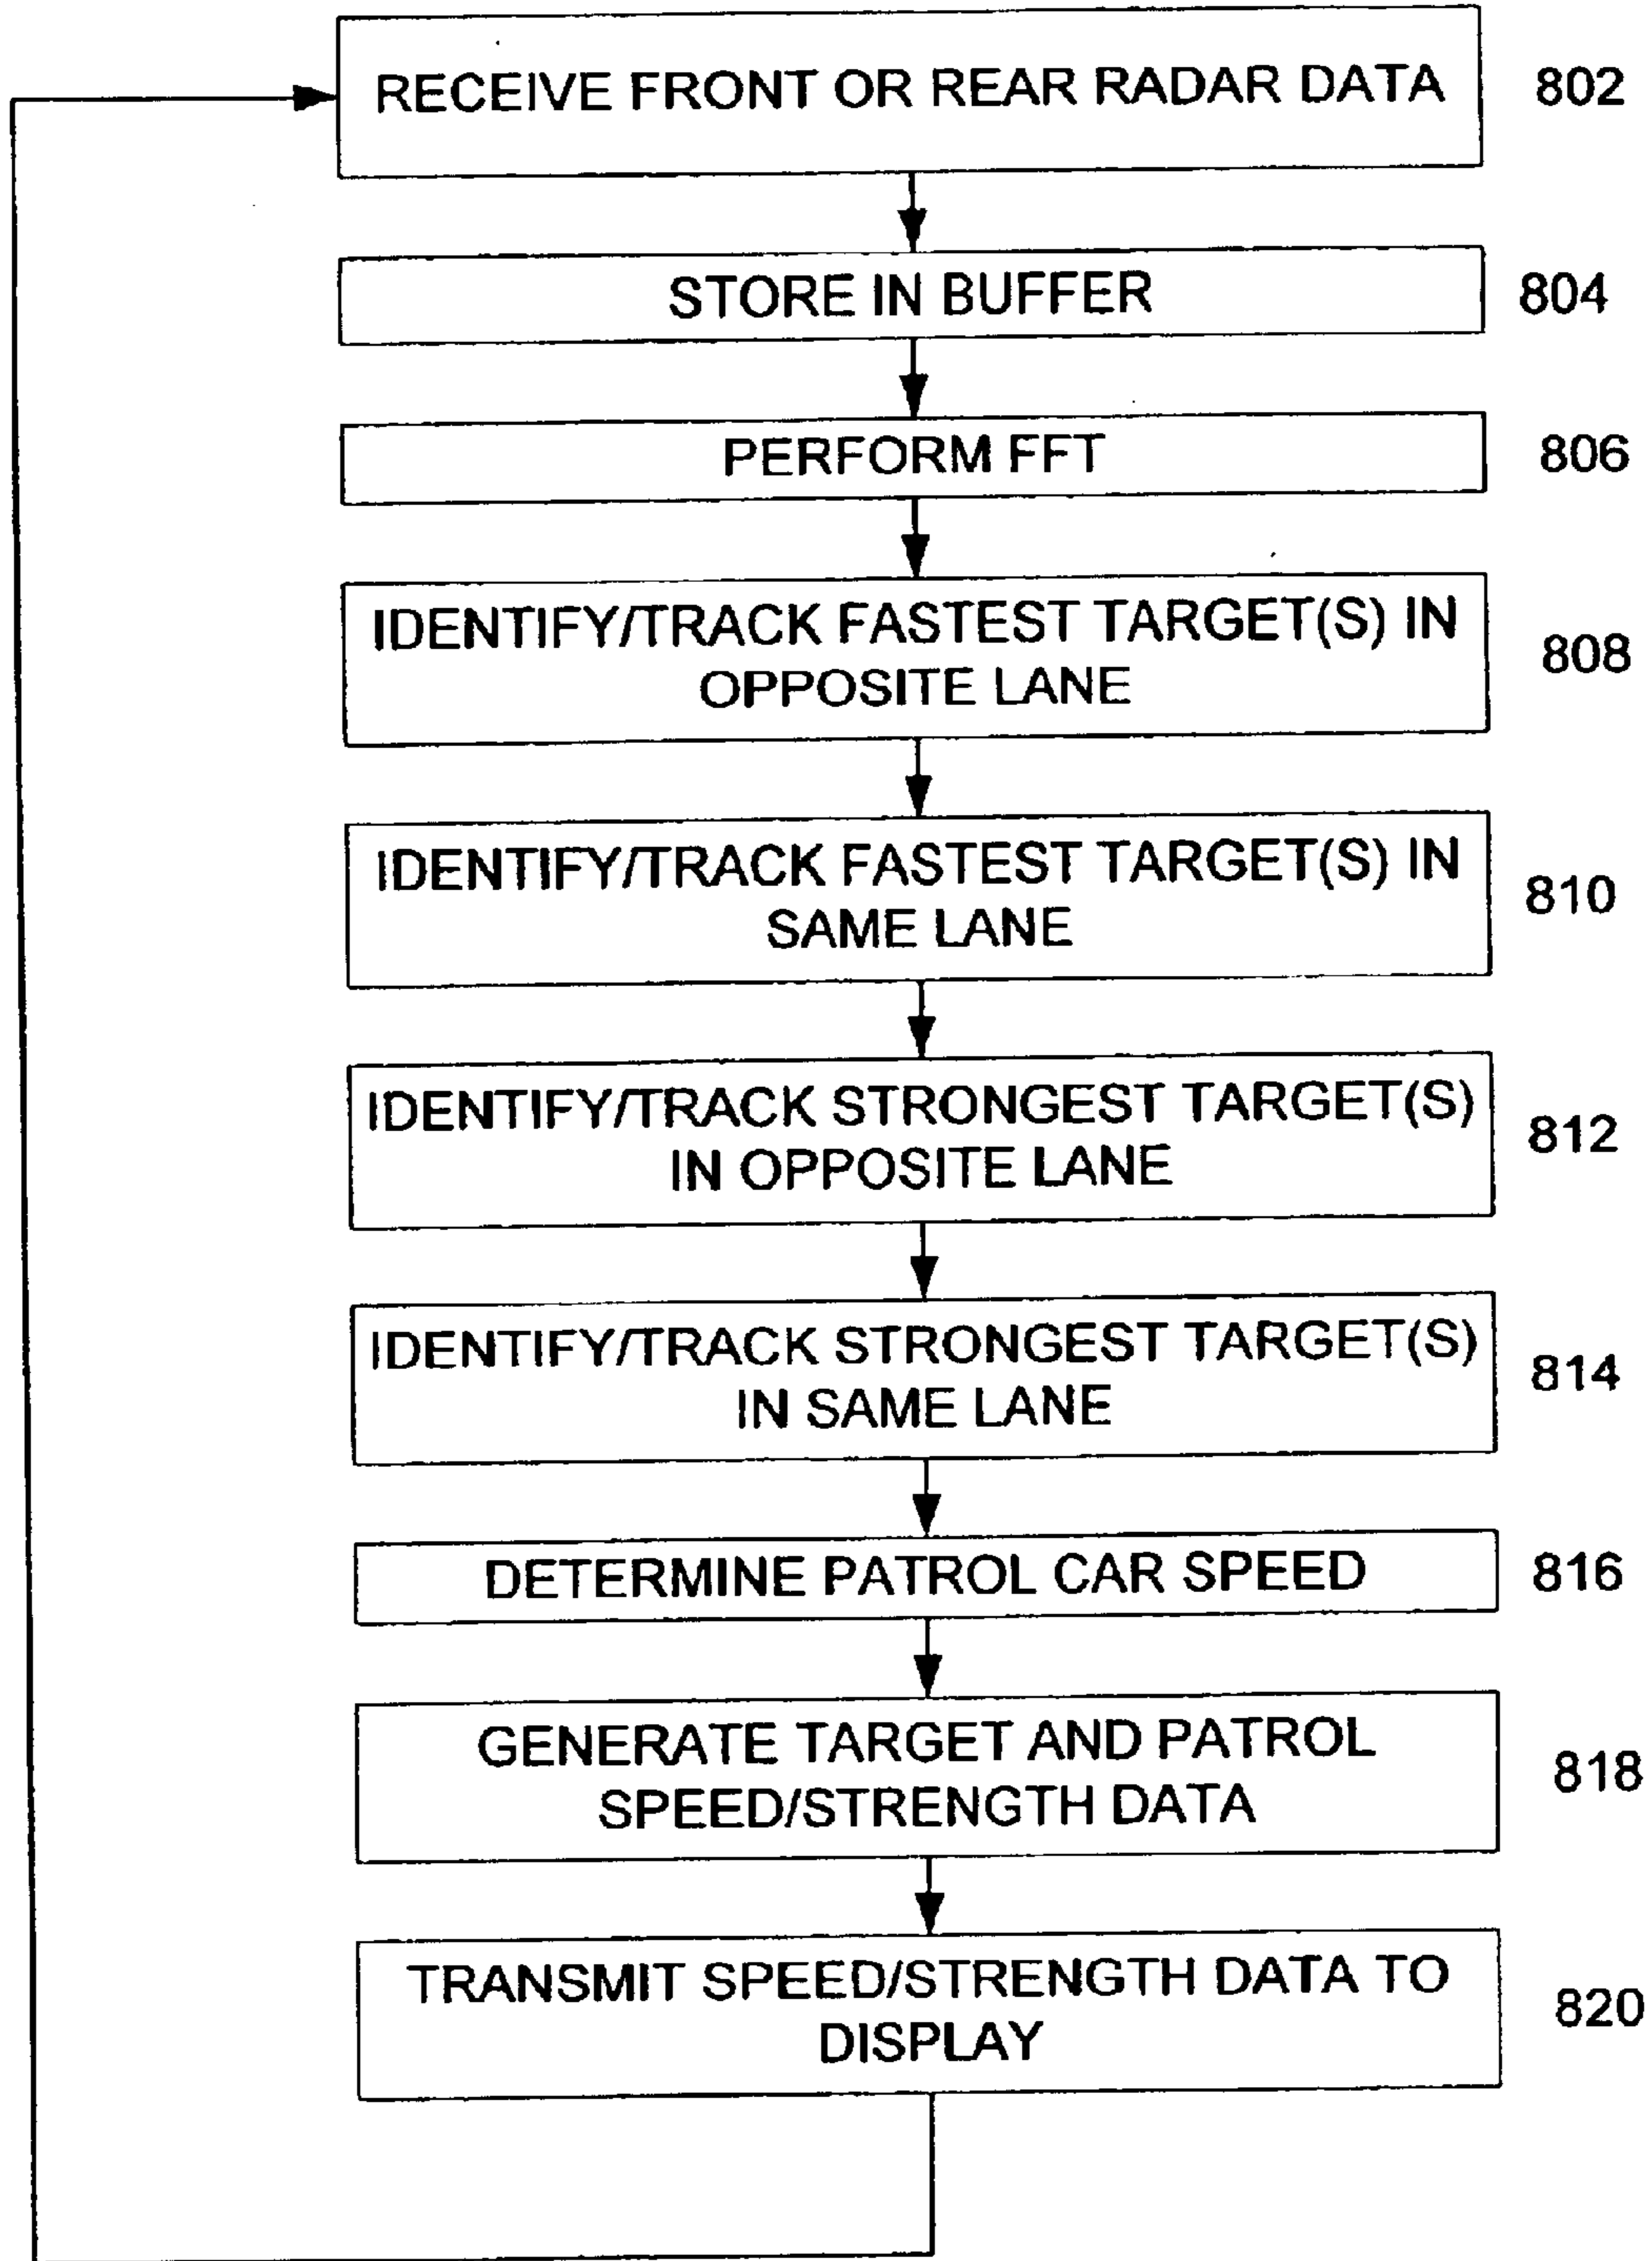 RECEIVE FRONT OR REAR RADAR DATA 802
STORE IN BUFFER 804
PERFORM FFT 806
IDENTIFY/TRACK FASTEST TARGET(S) IN
OPPOSITE LANE
808
IDENTIFY/TRACK FASTEST TARGET(S) IN
SAME LANE
810
IDENTIFY/TRACK STRONGEST TARGET(S)
IN OPPOSITE LANE
812
IDENTIFY/TRACK STRONGEST TARGET(S)
IN SAME LANE
814
DETERMINE PATROL CAR SPEED 816
GENERATE TARGET AND PATROL
SPEED/STRENGTH DATA
818
TRANSMIT SPEED/STRENGTH DATA TO
DISPLAY
820